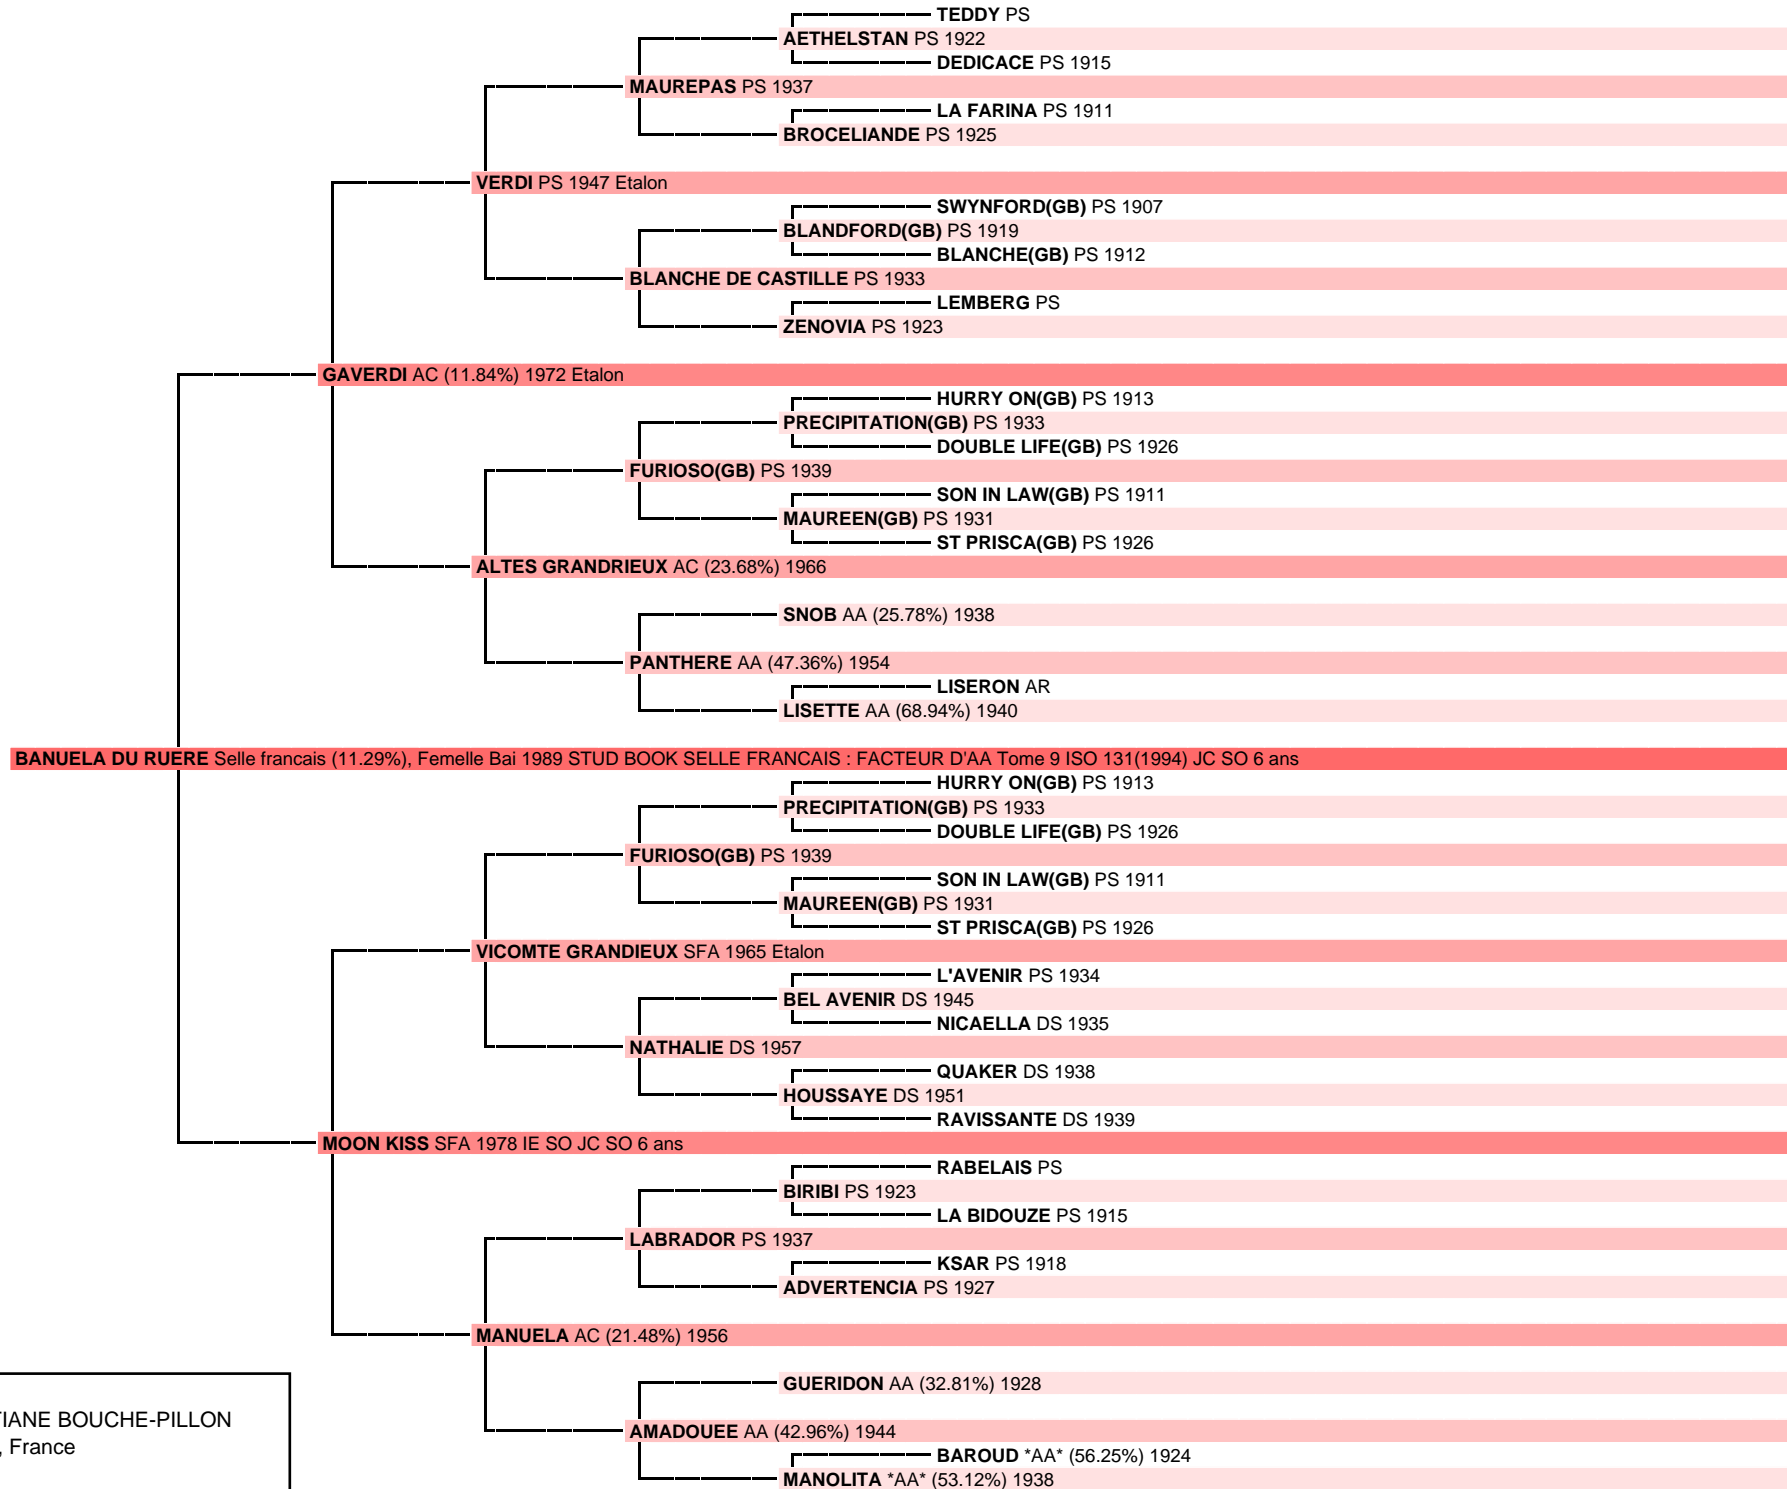 TEDDY PS
AETHELSTAN PS 1922
DEDICACE PS 1915
MAUREPAS PS 1937
LA FARINA PS 1911
BROCELIANDE PS 1925
VERDI PS 1947 Etalon
SWYNFORD(GB) PS 1907
BLANDFORD(GB) PS 1919
BLANCHE(GB) PS 1912
BLANCHE DE CASTILLE PS 1933
LEMBERG PS
ZENOVIA PS 1923
GAVERDI AC (11.84%) 1972 Etalon
HURRY ON(GB) PS 1913
PRECIPITATION(GB) PS 1933
DOUBLE LIFE(GB) PS 1926
FURIOSO(GB) PS 1939
SON IN LAW(GB) PS 1911
MAUREEN(GB) PS 1931
ST PRISCA(GB) PS 1926
ALTES GRANDRIEUX AC (23.68%) 1966
SNOB AA (25.78%) 1938
PANTHERE AA (47.36%) 1954
LISERON AR
LISETTE AA (68.94%) 1940
BANUELA DU RUERE Selle francais (11.29%), Femelle Bai 1989 STUD BOOK SELLE FRANCAIS : FACTEUR D'AA Tome 9 ISO 131(1994) JC SO 6 ans
HURRY ON(GB) PS 1913
PRECIPITATION(GB) PS 1933
DOUBLE LIFE(GB) PS 1926
FURIOSO(GB) PS 1939
SON IN LAW(GB) PS 1911
MAUREEN(GB) PS 1931
ST PRISCA(GB) PS 1926
VICOMTE GRANDIEUX SFA 1965 Etalon
L'AVENIR PS 1934
BEL AVENIR DS 1945
NICAELLA DS 1935
NATHALIE DS 1957
QUAKER DS 1938
HOUSSAYE DS 1951
RAVISSANTE DS 1939
MOON KISS SFA 1978 IE SO JC SO 6 ans
RABELAIS PS
BIRIBI PS 1923
LA BIDOUZE PS 1915
LABRADOR PS 1937
KSAR PS 1918
ADVERTENCIA PS 1927
MANUELA AC (21.48%) 1956
GUERIDON AA (32.81%) 1928
TIANE BOUCHE-PILLON
AMADOUEE AA (42.96%) 1944
, France
BAROUD *AA* (56.25%) 1924
MANOLITA *AA* (53.12%) 1938